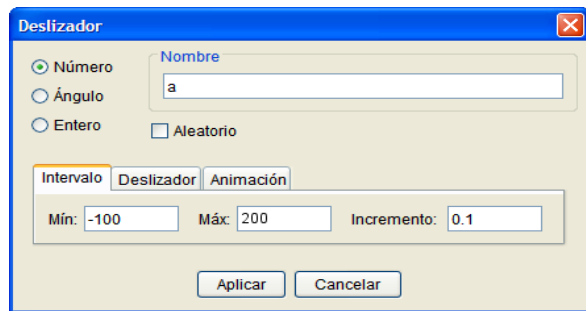 Deslizador
Número
Nombre
a
Ángulo
Entero
Aleatorio
Intervalo Deslizador Animación
Mín: -100 Máx: 200 Incremento: 0.1
Aplicar Cancelar